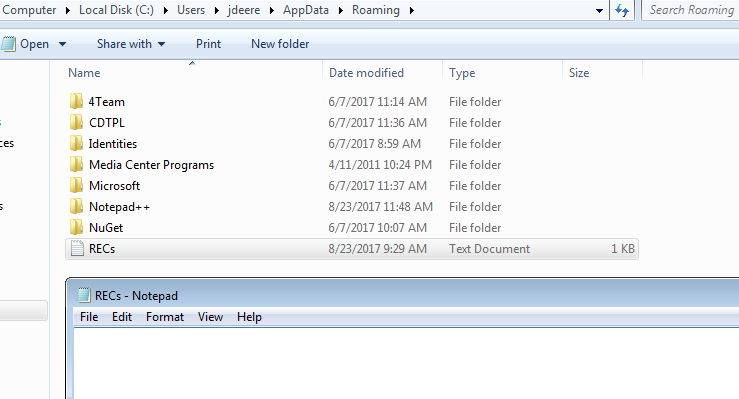 Computer ▸ Local Disk (C:) ▸ Users ▸ jdeere ▸ AppData ▸ Roaming ▸ Search Roaming
Open Share with Print New folder
Name Date modified Type Size
4Team 6/7/2017 11:14 AM File folder
CDTPL 6/7/2017 11:36 AM File folder
Identities 6/7/2017 8:59 AM File folder
Media Center Programs 4/11/2011 10:24 PM File folder
Microsoft 6/7/2017 11:37 AM File folder
Notepad++ 8/23/2017 11:48 AM File folder
NuGet 6/7/2017 10:07 AM File folder
RECs 8/23/2017 9:29 AM Text Document 1 KB
RECs - Notepad
File Edit Format View Help